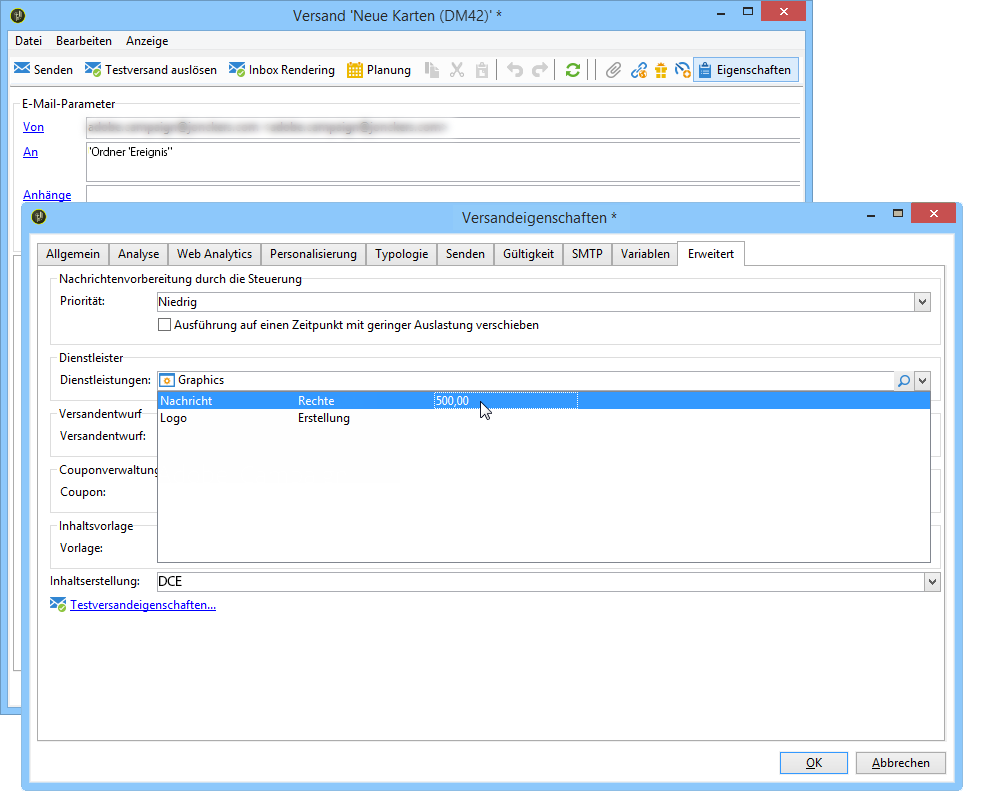 Versand 'Neue Karten (DM42)' *
Datei Bearbeiten Anzeige
Senden Testversand auslösen Inbox Rendering Planung Eigenschaften
E-Mail-Parameter
Von
An 'Ordner 'Ereignis''
Anhänge
Versandeigenschaften *
Allgemein Analyse Web Analytics Personalisierung Typologie Senden Gültigkeit SMTP Variablen Erweitert
Nachrichtenvorbereitung durch die Steuerung
Priorität: Niedrig
Ausführung auf einen Zeitpunkt mit geringer Auslastung verschieben
Dienstleister
Dienstleistungen: Graphics
Nachricht Rechte 500,00
Logo Erstellung
Versandentwurf
Versandentwurf:
Couponverwaltung
Coupon:
Inhaltsvorlage
Vorlage:
Inhaltserstellung: DCE
Testversandeigenschaften...
OK Abbrechen